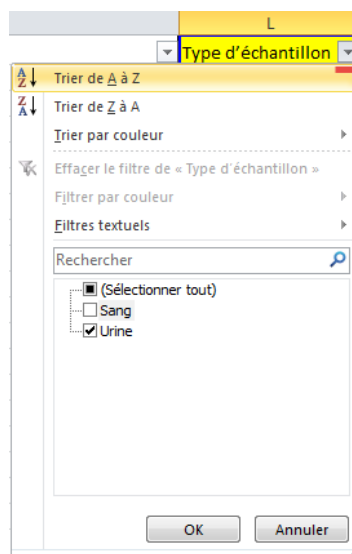 L
Type d'échantillon
Trier de A à Z
Trier de Z à A
Trier par couleur
Effacer le filtre de « Type d'échantillon »
Filtrer par couleur
Filtres textuels
Rechercher
(Sélectionner tout)
Sang
Urine
OK Annuler